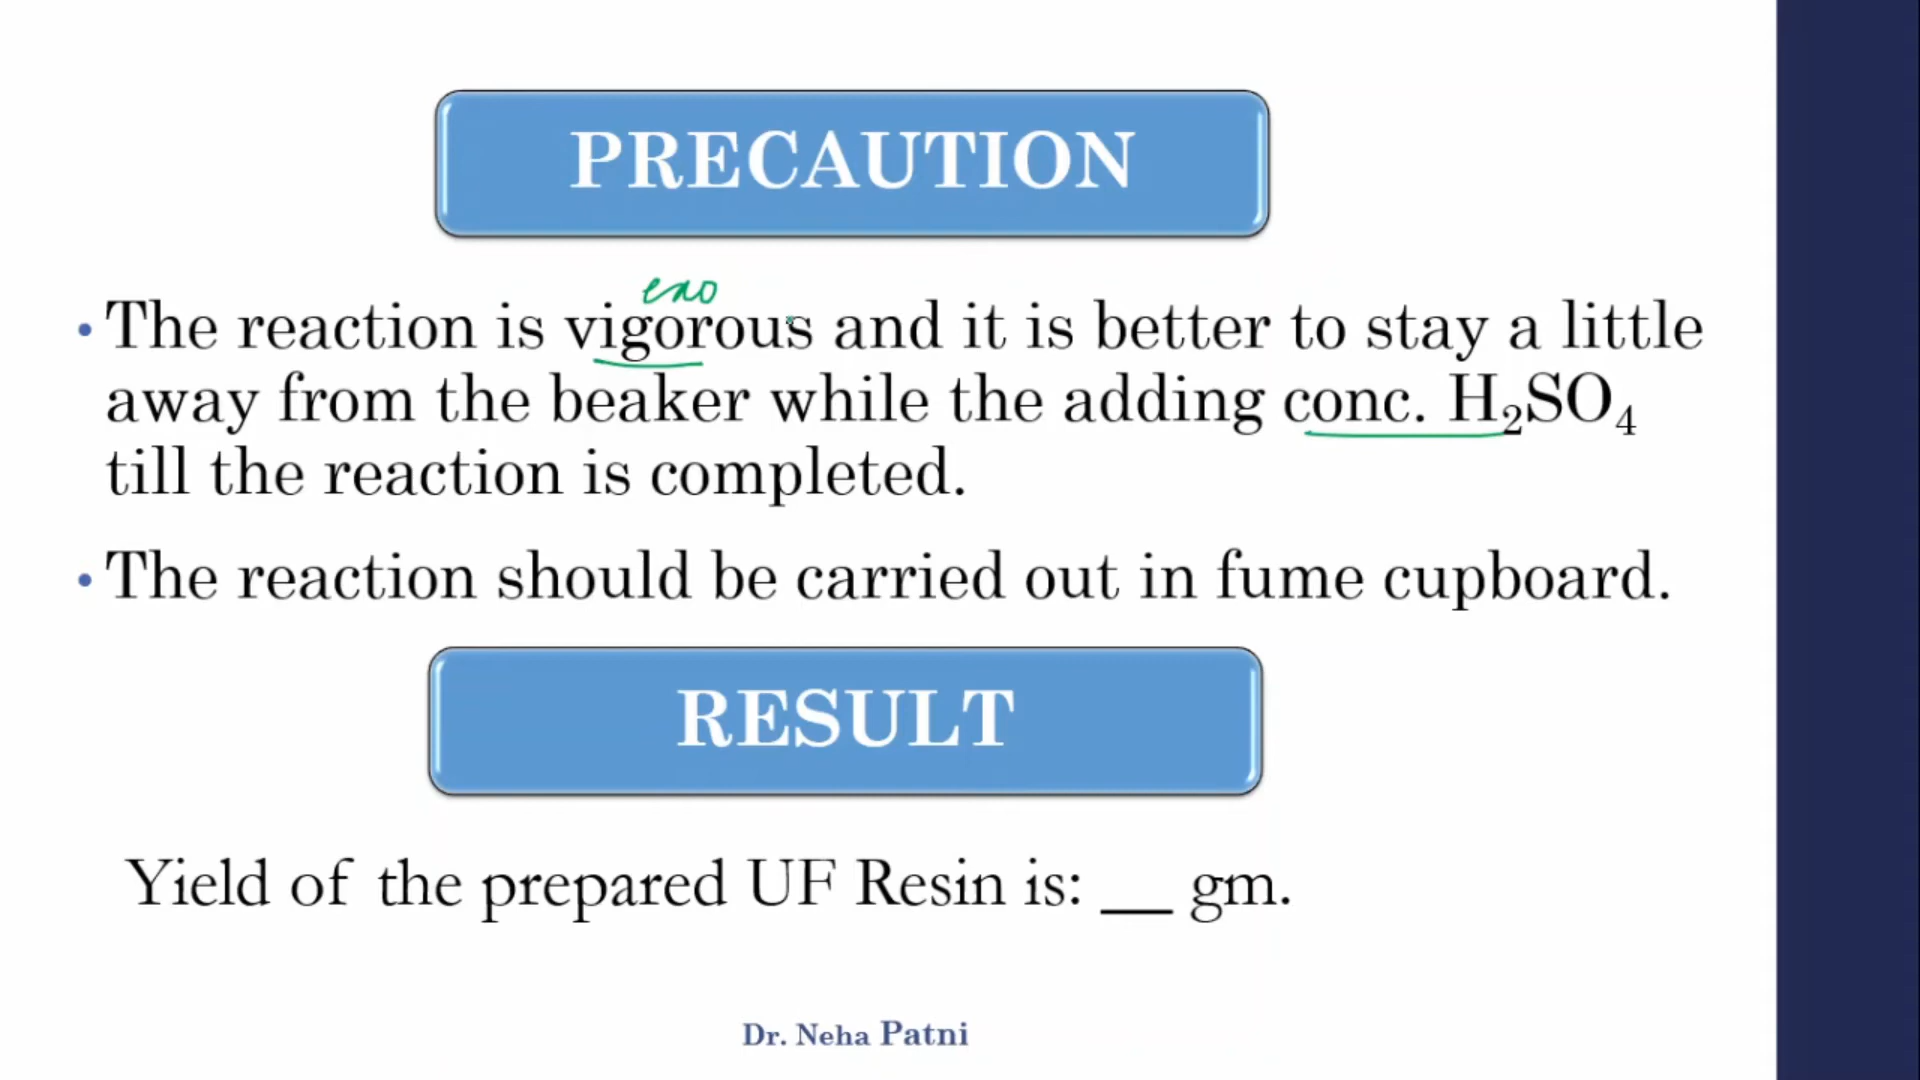 PRECAUTION
exo
• The reaction is vigorous and it is better to stay a little
away from the beaker while the adding conc. H₂SO₄
till the reaction is completed.
• The reaction should be carried out in fume cupboard.
RESULT
Yield of the prepared UF Resin is: __ gm.
Dr. Neha Patni